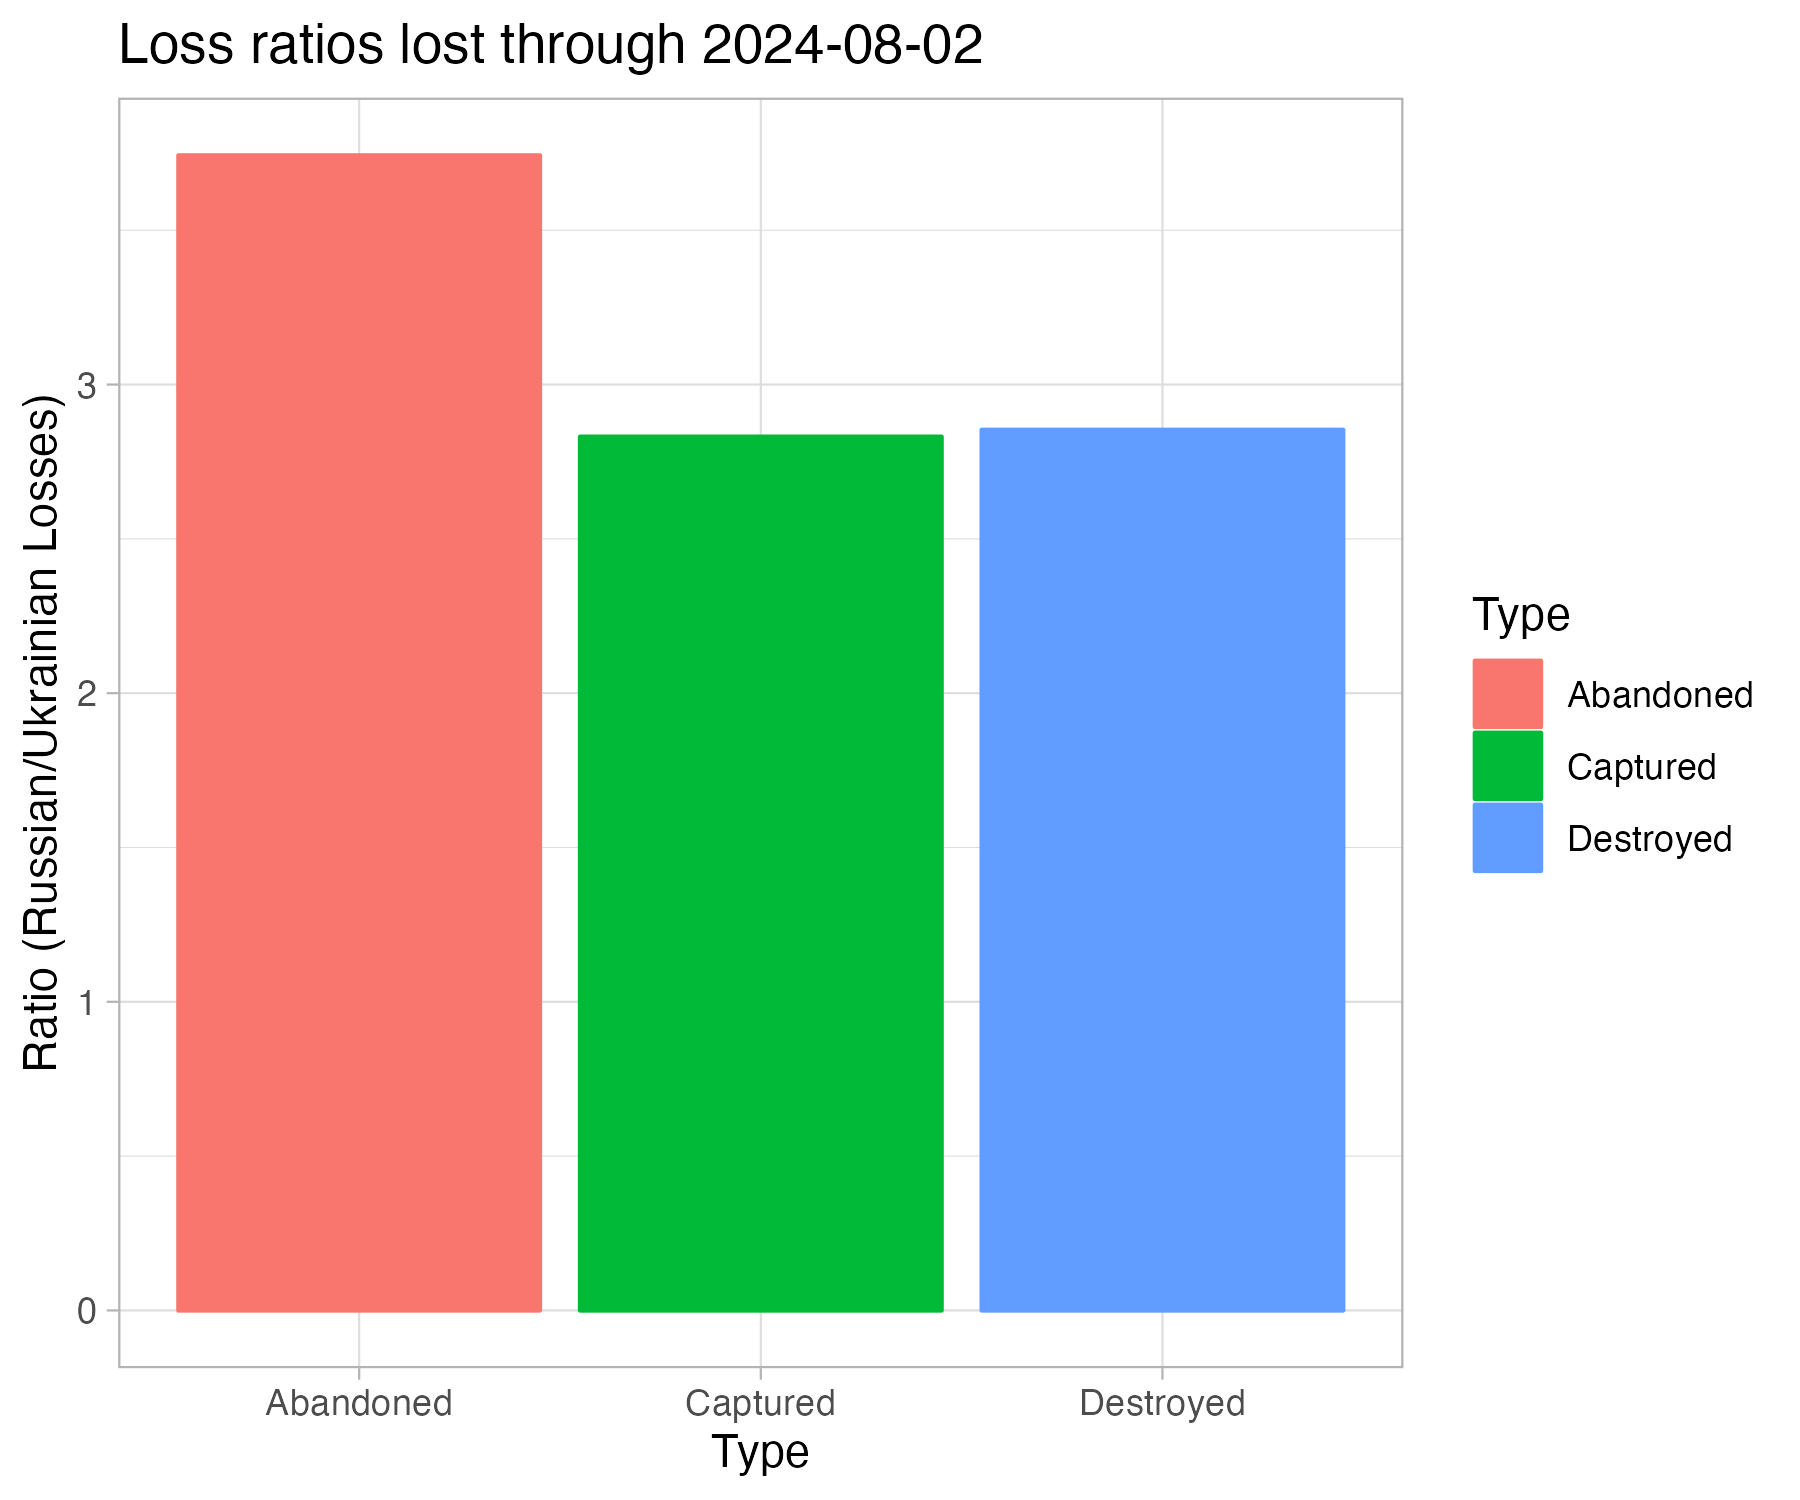 Loss ratios lost through 2024-08-02
Ratio (Russian/Ukrainian Losses)
3
2
1
0
Abandoned
Captured
Destroyed
Type
Type
Abandoned
Captured
Destroyed